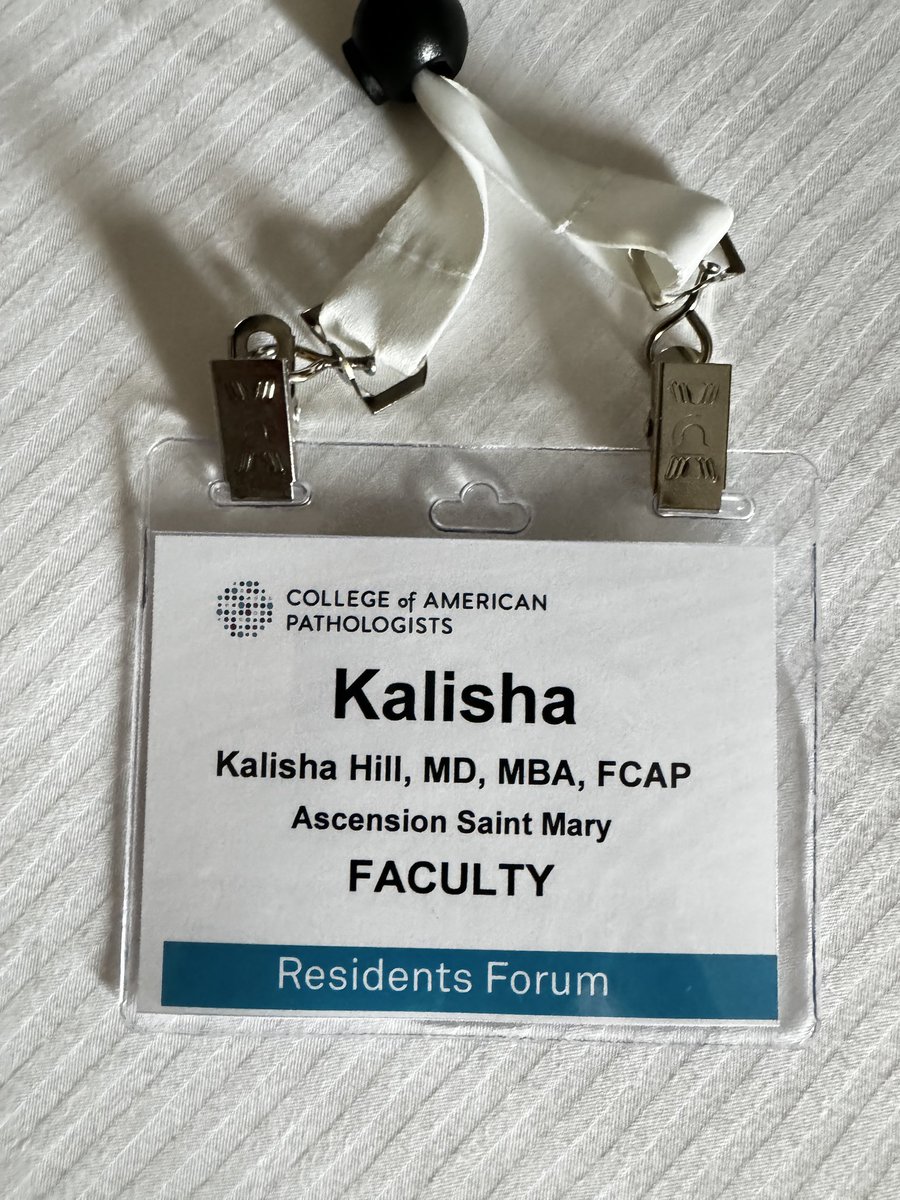 COLLEGE of AMERICAN
PATHOLOGISTS
Kalisha
Kalisha Hill, MD, MBA, FCAP
Ascension Saint Mary
FACULTY
Residents Forum